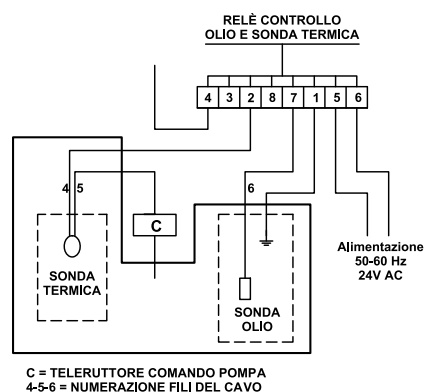 RELÈ CONTROLLO
OLIO E SONDA TERMICA
4 3 2 8 7 1 5 6
4 5
6
C
SONDA
TERMICA
SONDA
OLIO
Alimentazione
50-60 Hz
24V AC
C = TELERUTTORE COMANDO POMPA
4-5-6 = NUMERAZIONE FILI DEL CAVO